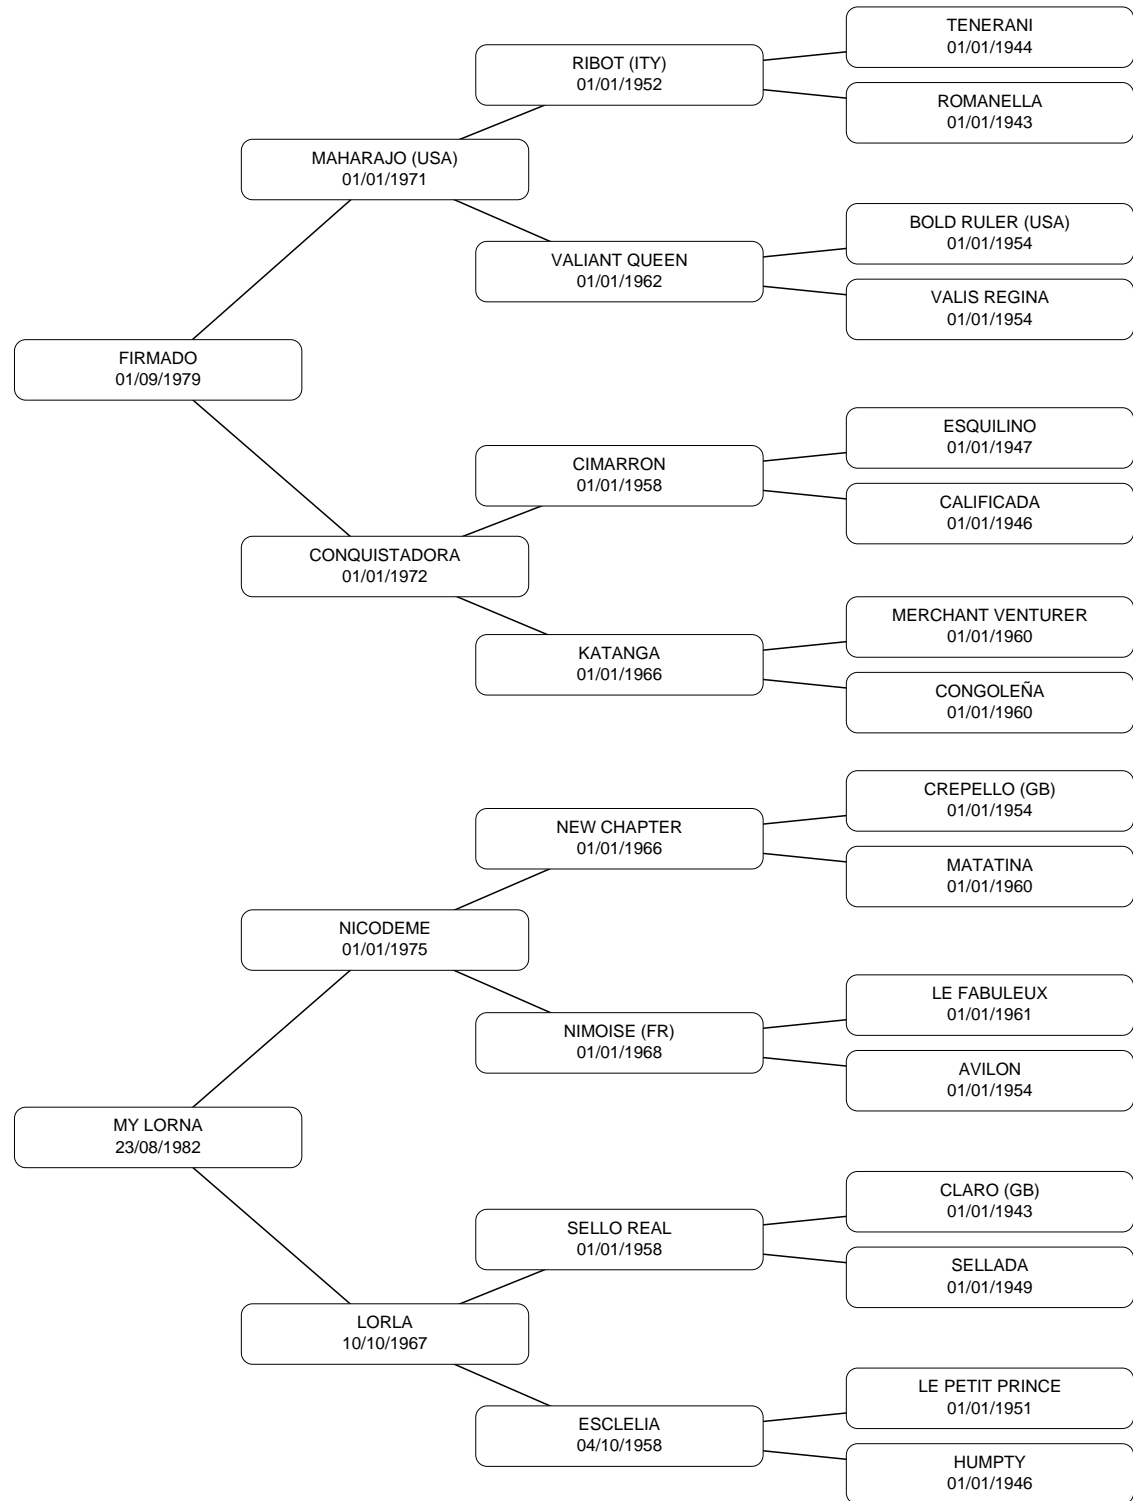 TENERANI
01/01/1944
RIBOT (ITY)
01/01/1952
ROMANELLA
01/01/1943
MAHARAJO (USA)
01/01/1971
BOLD RULER (USA)
01/01/1954
VALIANT QUEEN
01/01/1962
VALIS REGINA
01/01/1954
FIRMADO
01/09/1979
ESQUILINO
01/01/1947
CIMARRON
01/01/1958
CALIFICADA
01/01/1946
CONQUISTADORA
01/01/1972
MERCHANT VENTURER
01/01/1960
KATANGA
01/01/1966
CONGOLEÑA
01/01/1960
CREPELLO (GB)
01/01/1954
NEW CHAPTER
01/01/1966
MATATINA
01/01/1960
NICODEME
01/01/1975
LE FABULEUX
01/01/1961
NIMOISE (FR)
01/01/1968
AVILON
01/01/1954
MY LORNA
23/08/1982
CLARO (GB)
01/01/1943
SELLO REAL
01/01/1958
SELLADA
01/01/1949
LORLA
10/10/1967
LE PETIT PRINCE
01/01/1951
ESCLELIA
04/10/1958
HUMPTY
01/01/1946